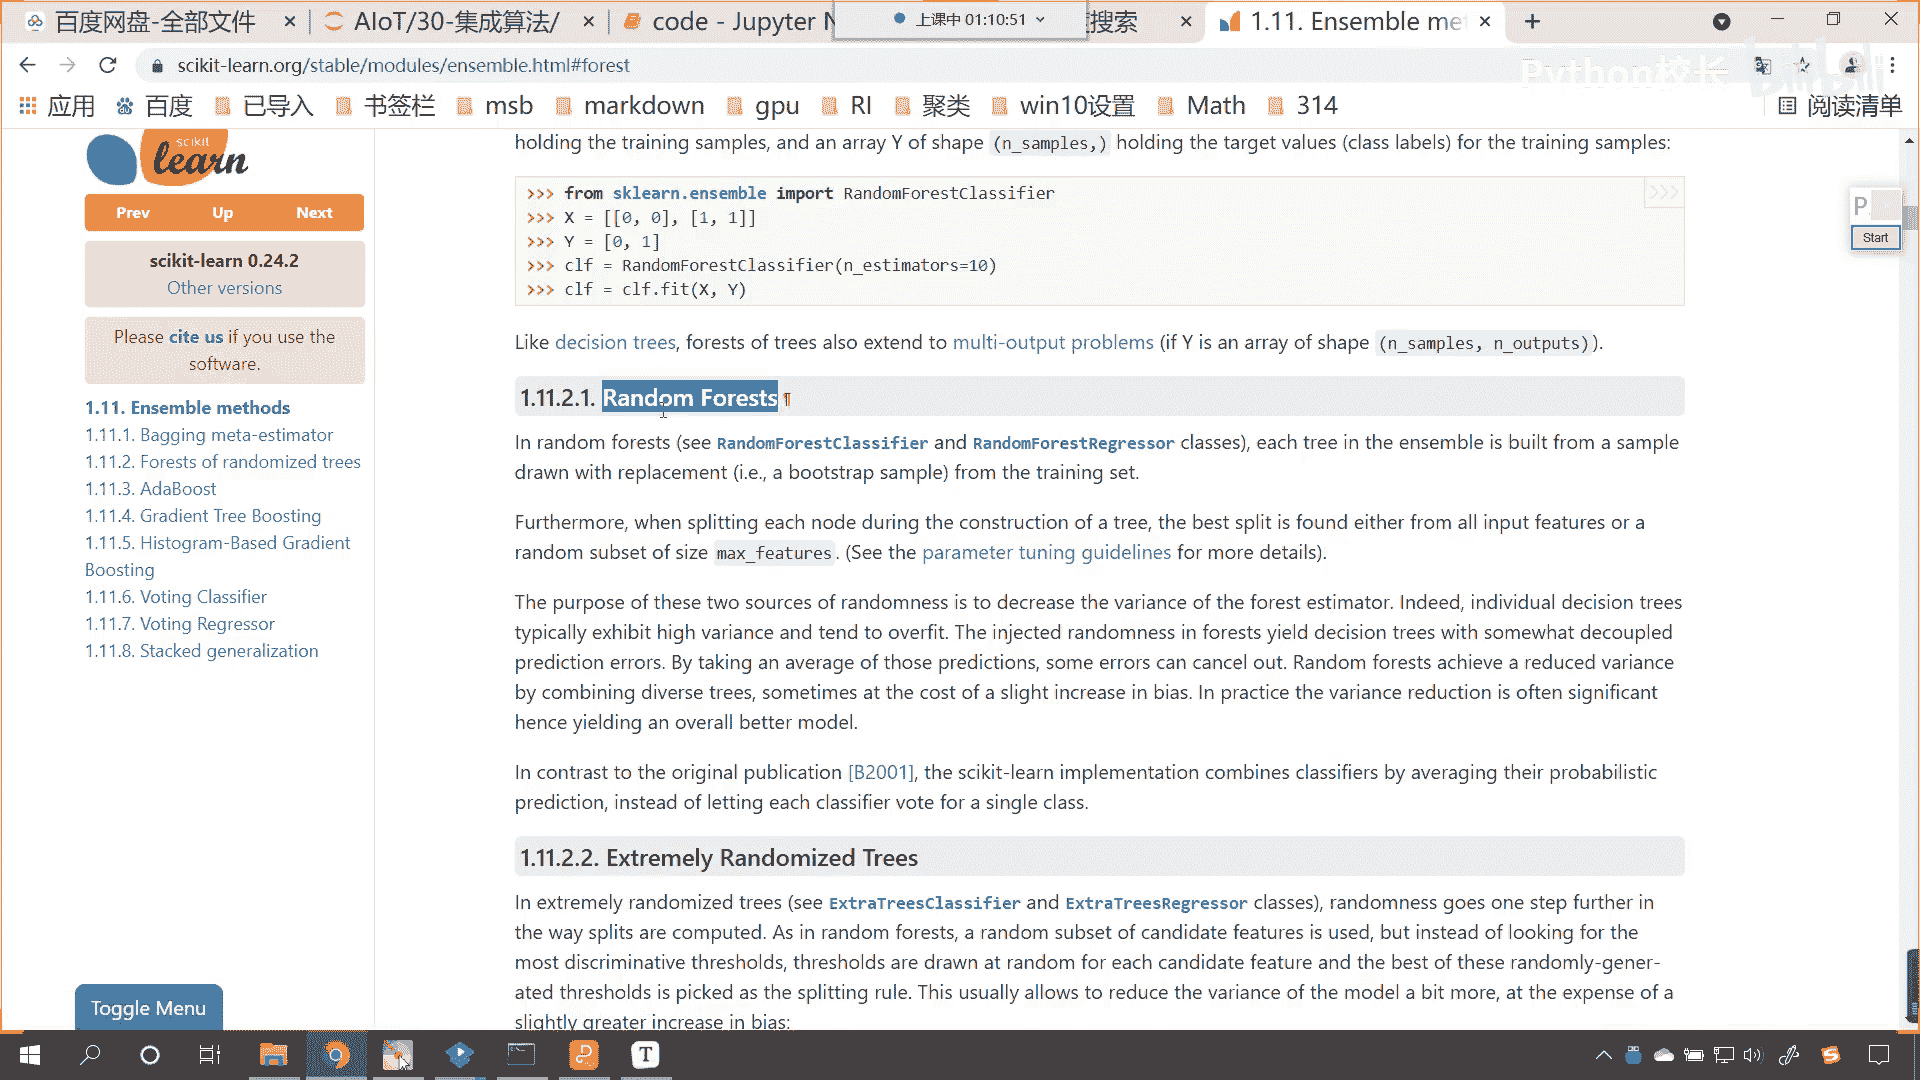 百度网盘-全部文件
AIoT/30-集成算法/
code - Jupyter N
上课中 01:10:51
搜索
1.11. Ensemble me
scikit-learn.org/stable/modules/ensemble.html#forest
Python校长
bilibili
应用 百度 已导入 书签栏 msb markdown gpu RI 聚类 win10设置 Math 314 阅读清单
scikit
learn
Prev Up Next
scikit-learn 0.24.2
Other versions
Please cite us if you use the
software.
1.11. Ensemble methods
1.11.1. Bagging meta-estimator
1.11.2. Forests of randomized trees
1.11.3. AdaBoost
1.11.4. Gradient Tree Boosting
1.11.5. Histogram-Based Gradient
Boosting
1.11.6. Voting Classifier
1.11.7. Voting Regressor
1.11.8. Stacked generalization
Toggle Menu
holding the training samples, and an array Y of shape (n_samples,) holding the target values (class labels) for the training samples:
>>> from sklearn.ensemble import RandomForestClassifier
>>> X = [[0, 0], [1, 1]]
>>> Y = [0, 1]
>>> clf = RandomForestClassifier(n_estimators=10)
>>> clf = clf.fit(X, Y)
>>>
Like decision trees, forests of trees also extend to multi-output problems (if Y is an array of shape (n_samples, n_outputs)).
1.11.2.1. Random Forests ¶
In random forests (see RandomForestClassifier and RandomForestRegressor classes), each tree in the ensemble is built from a sample
drawn with replacement (i.e., a bootstrap sample) from the training set.
Furthermore, when splitting each node during the construction of a tree, the best split is found either from all input features or a
random subset of size max_features. (See the parameter tuning guidelines for more details).
The purpose of these two sources of randomness is to decrease the variance of the forest estimator. Indeed, individual decision trees
typically exhibit high variance and tend to overfit. The injected randomness in forests yield decision trees with somewhat decoupled
prediction errors. By taking an average of those predictions, some errors can cancel out. Random forests achieve a reduced variance
by combining diverse trees, sometimes at the cost of a slight increase in bias. In practice the variance reduction is often significant
hence yielding an overall better model.
In contrast to the original publication [B2001], the scikit-learn implementation combines classifiers by averaging their probabilistic
prediction, instead of letting each classifier vote for a single class.
1.11.2.2. Extremely Randomized Trees
In extremely randomized trees (see ExtraTreesClassifier and ExtraTreesRegressor classes), randomness goes one step further in
the way splits are computed. As in random forests, a random subset of candidate features is used, but instead of looking for the
most discriminative thresholds, thresholds are drawn at random for each candidate feature and the best of these randomly-gener-
ated thresholds is picked as the splitting rule. This usually allows to reduce the variance of the model a bit more, at the expense of a
slightly greater increase in bias:
P
Start